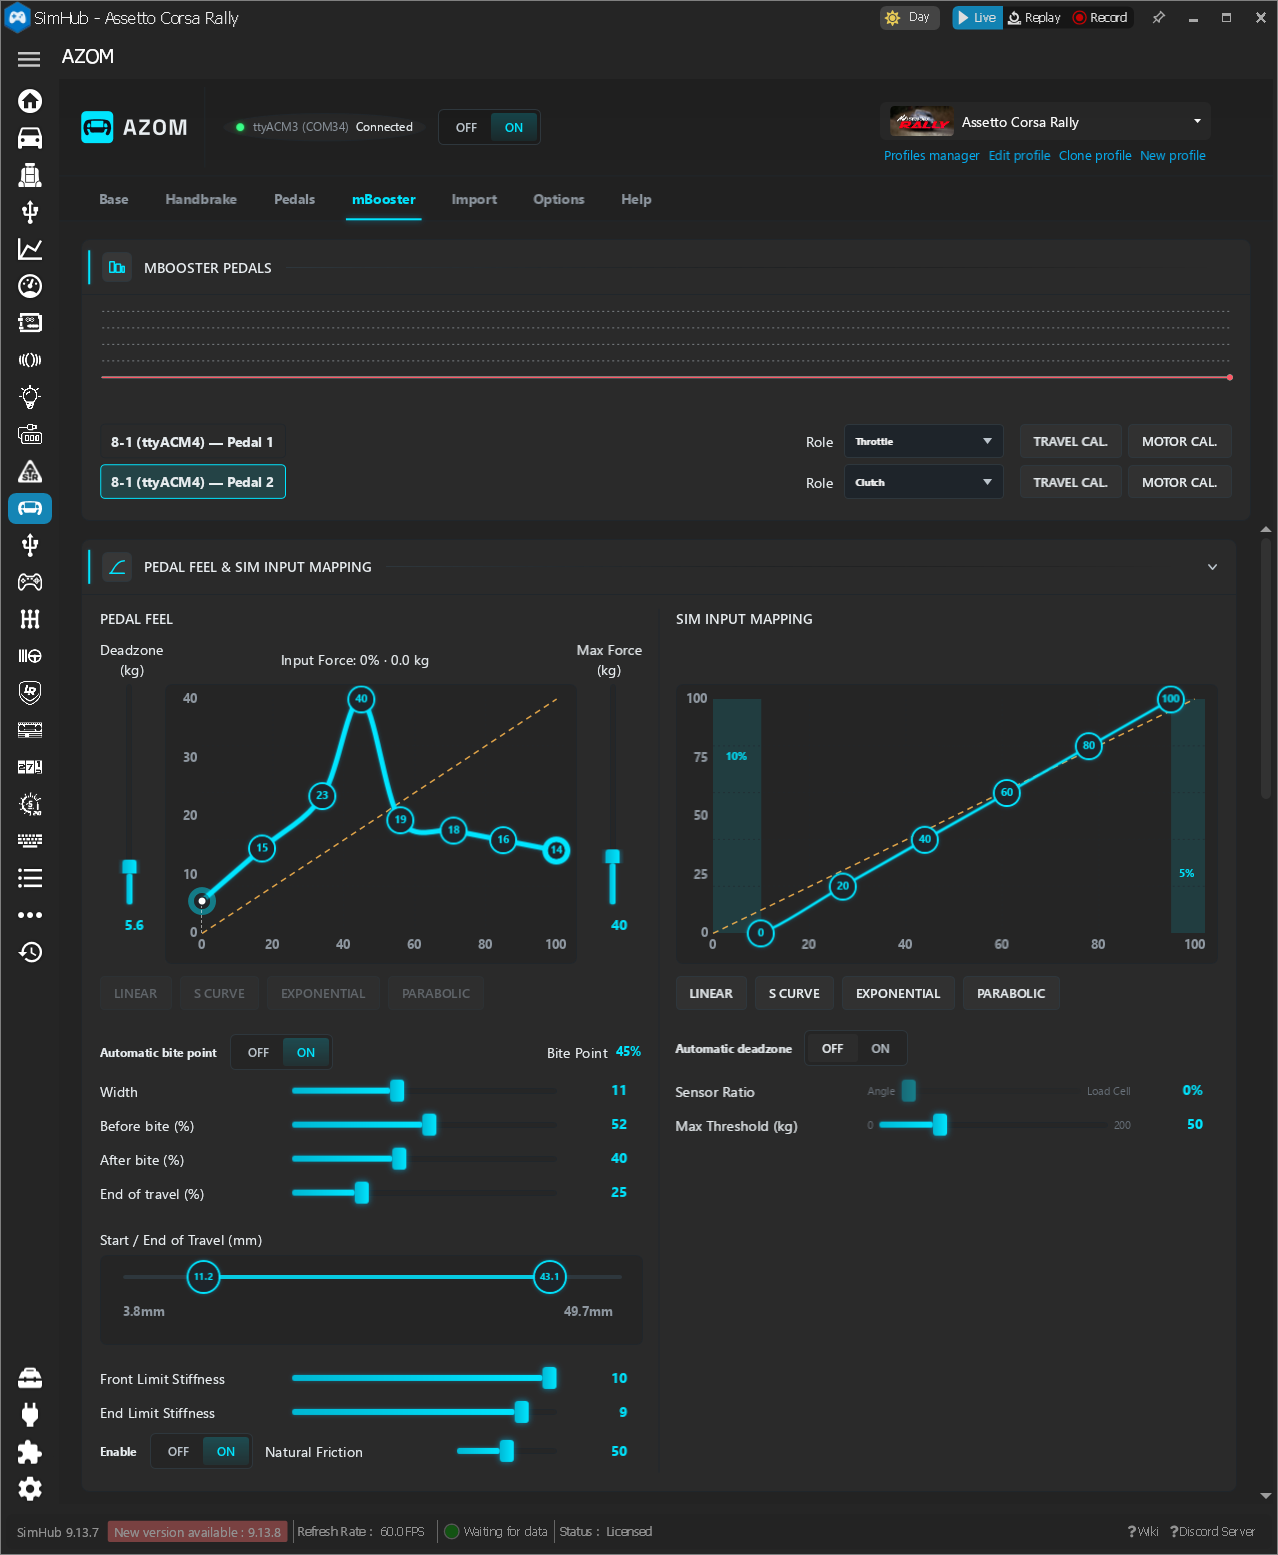 SimHub - Assetto Corsa Rally
Day
Live
Replay
Record
AZOM
AZOM
ttyACM3 (COM34) Connected
OFF ON
RALLY
Assetto Corsa Rally
Profiles manager Edit profile Clone profile New profile
Base Handbrake Pedals mBooster Import Options Help
MBOOSTER PEDALS
8-1 (ttyACM4) — Pedal 1
Role Throttle TRAVEL CAL. MOTOR CAL.
8-1 (ttyACM4) — Pedal 2
Role Clutch TRAVEL CAL. MOTOR CAL.
PEDAL FEEL & SIM INPUT MAPPING
PEDAL FEEL
Deadzone (kg)
Input Force: 0% · 0.0 kg
Max Force (kg)
40
30
20
10
0
0 20 40 60 80 100
15
23
40
19
18
16
14
5.6
40
LINEAR S CURVE EXPONENTIAL PARABOLIC
Automatic bite point OFF ON Bite Point 45%
Width 11
Before bite (%) 52
After bite (%) 40
End of travel (%) 25
Start / End of Travel (mm)
11.2 43.1
3.8mm 49.7mm
Front Limit Stiffness 10
End Limit Stiffness 9
Enable OFF ON Natural Friction 50
SIM INPUT MAPPING
100
75
50
25
0
0 20 40 60 80 100
10%
5%
0
20
40
60
80
100
LINEAR S CURVE EXPONENTIAL PARABOLIC
Automatic deadzone OFF ON
Sensor Ratio Angle Load Cell 0%
Max Threshold (kg) 0 200 50
SimHub 9.13.7 New version available : 9.13.8 Refresh Rate : 60.0FPS Waiting for data Status : Licensed
?Wiki ?Discord Server